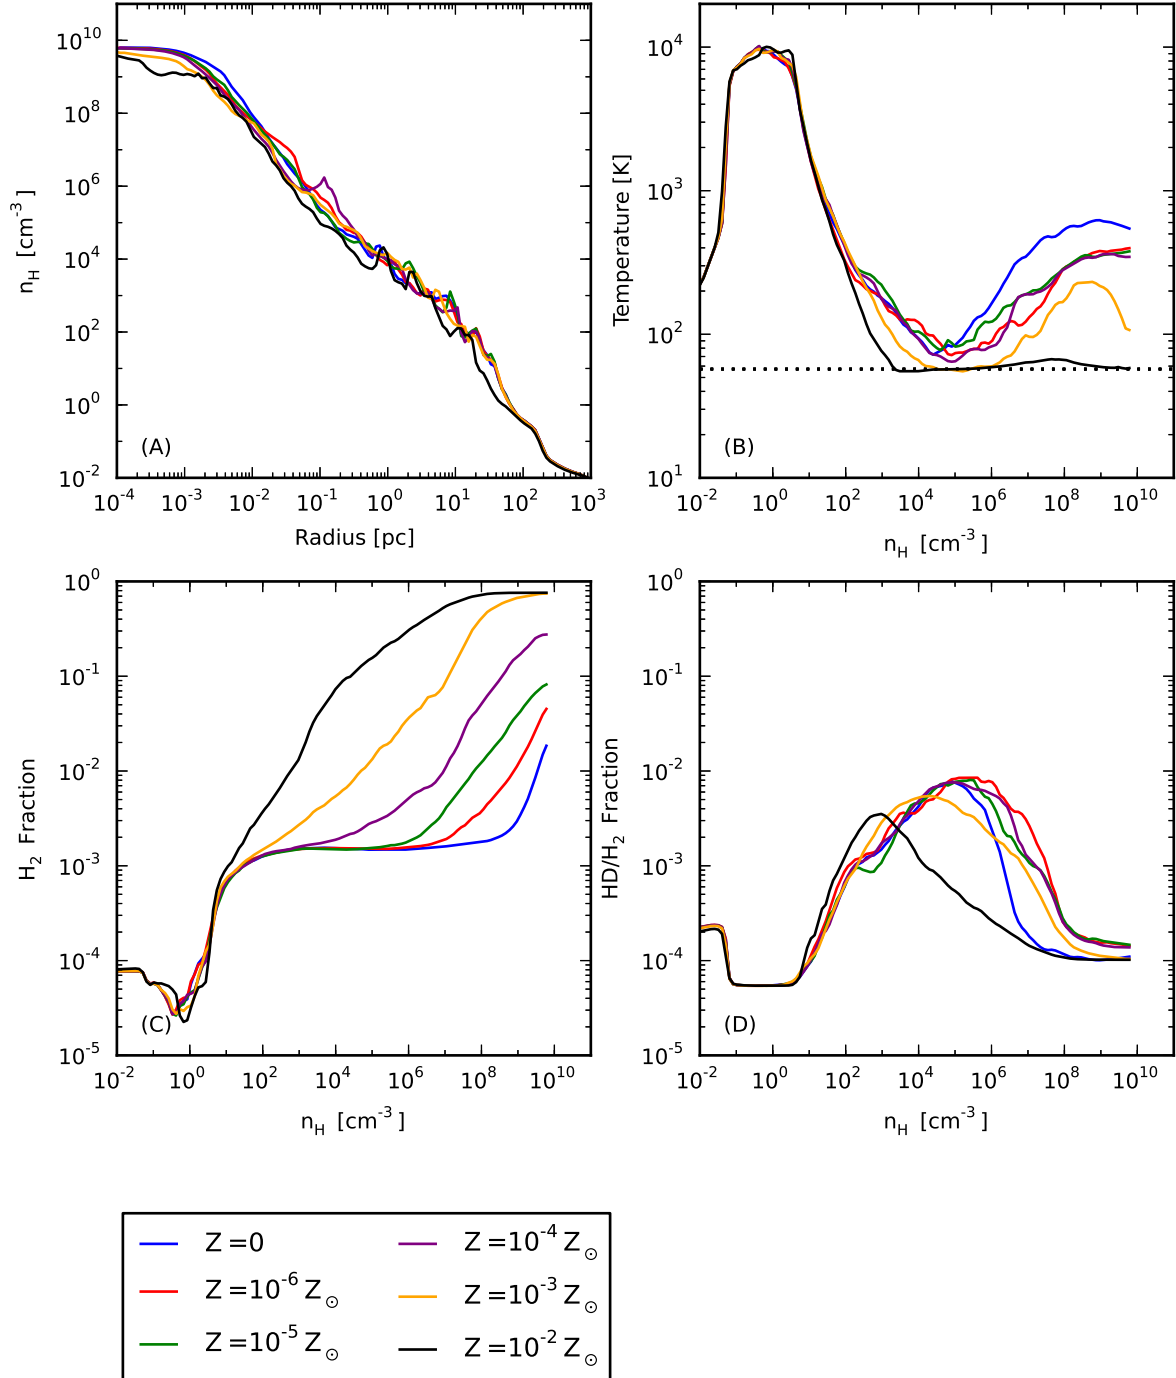 10^10
10^8
10^6
10^4
10^2
10^0
10^-2
n_H [cm^-3]
(A)
10^-4 10^-3 10^-2 10^-1 10^0 10^1 10^2 10^3
Radius [pc]
10^4
10^3
10^2
10^1
Temperature [K]
(B)
10^-2 10^0 10^2 10^4 10^6 10^8 10^10
n_H [cm^-3]
10^0
10^-1
10^-2
10^-3
10^-4
10^-5
H_2 Fraction
(C)
10^-2 10^0 10^2 10^4 10^6 10^8 10^10
n_H [cm^-3]
10^0
10^-1
10^-2
10^-3
10^-4
10^-5
HD/H_2 Fraction
(D)
10^-2 10^0 10^2 10^4 10^6 10^8 10^10
n_H [cm^-3]
Z=0
Z=10^-6 Z_⊙
Z=10^-5 Z_⊙
Z=10^-4 Z_⊙
Z=10^-3 Z_⊙
Z=10^-2 Z_⊙